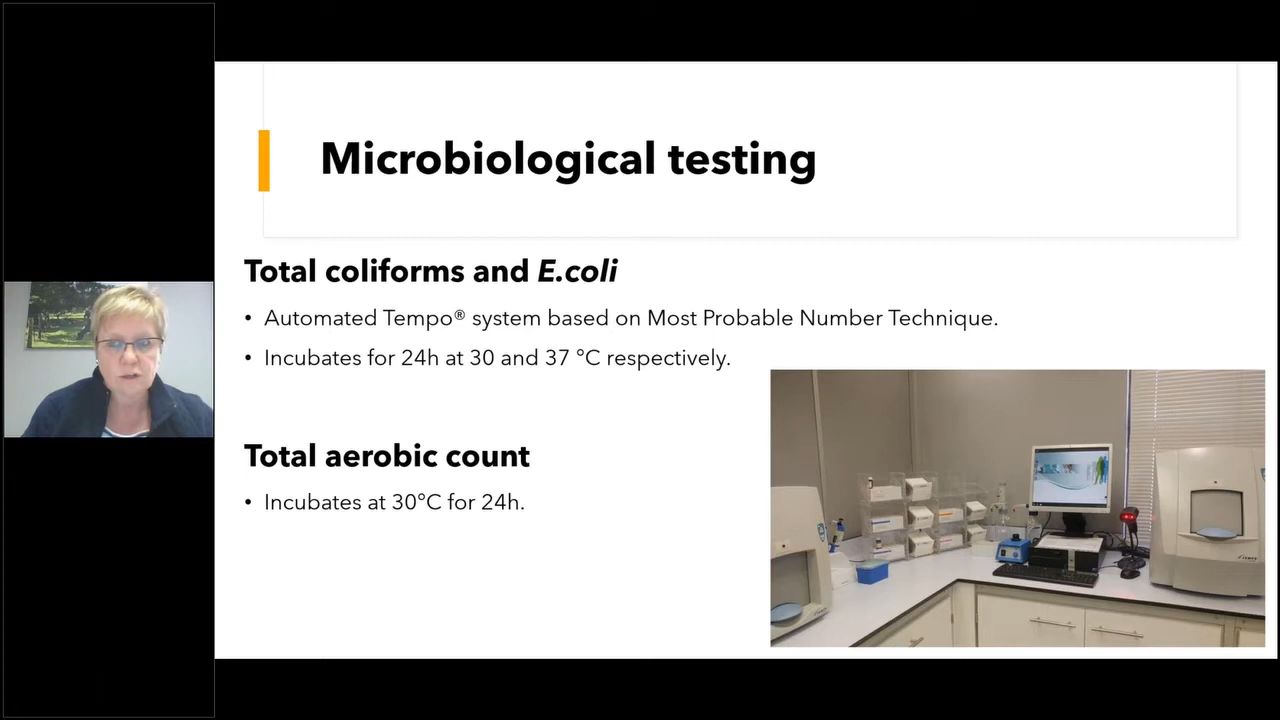 Microbiological testing
Total coliforms and E.coli
• Automated Tempo® system based on Most Probable Number Technique.
• Incubates for 24h at 30 and 37 °C respectively.
Total aerobic count
• Incubates at 30°C for 24h.